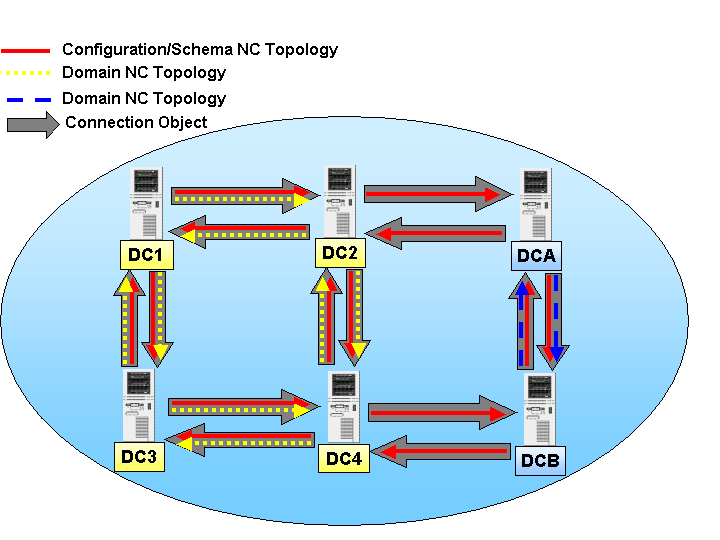 Configuration/Schema NC Topology
Domain NC Topology
Domain NC Topology
Connection Object
DC1
DC2
DCA
DC3
DC4
DCB